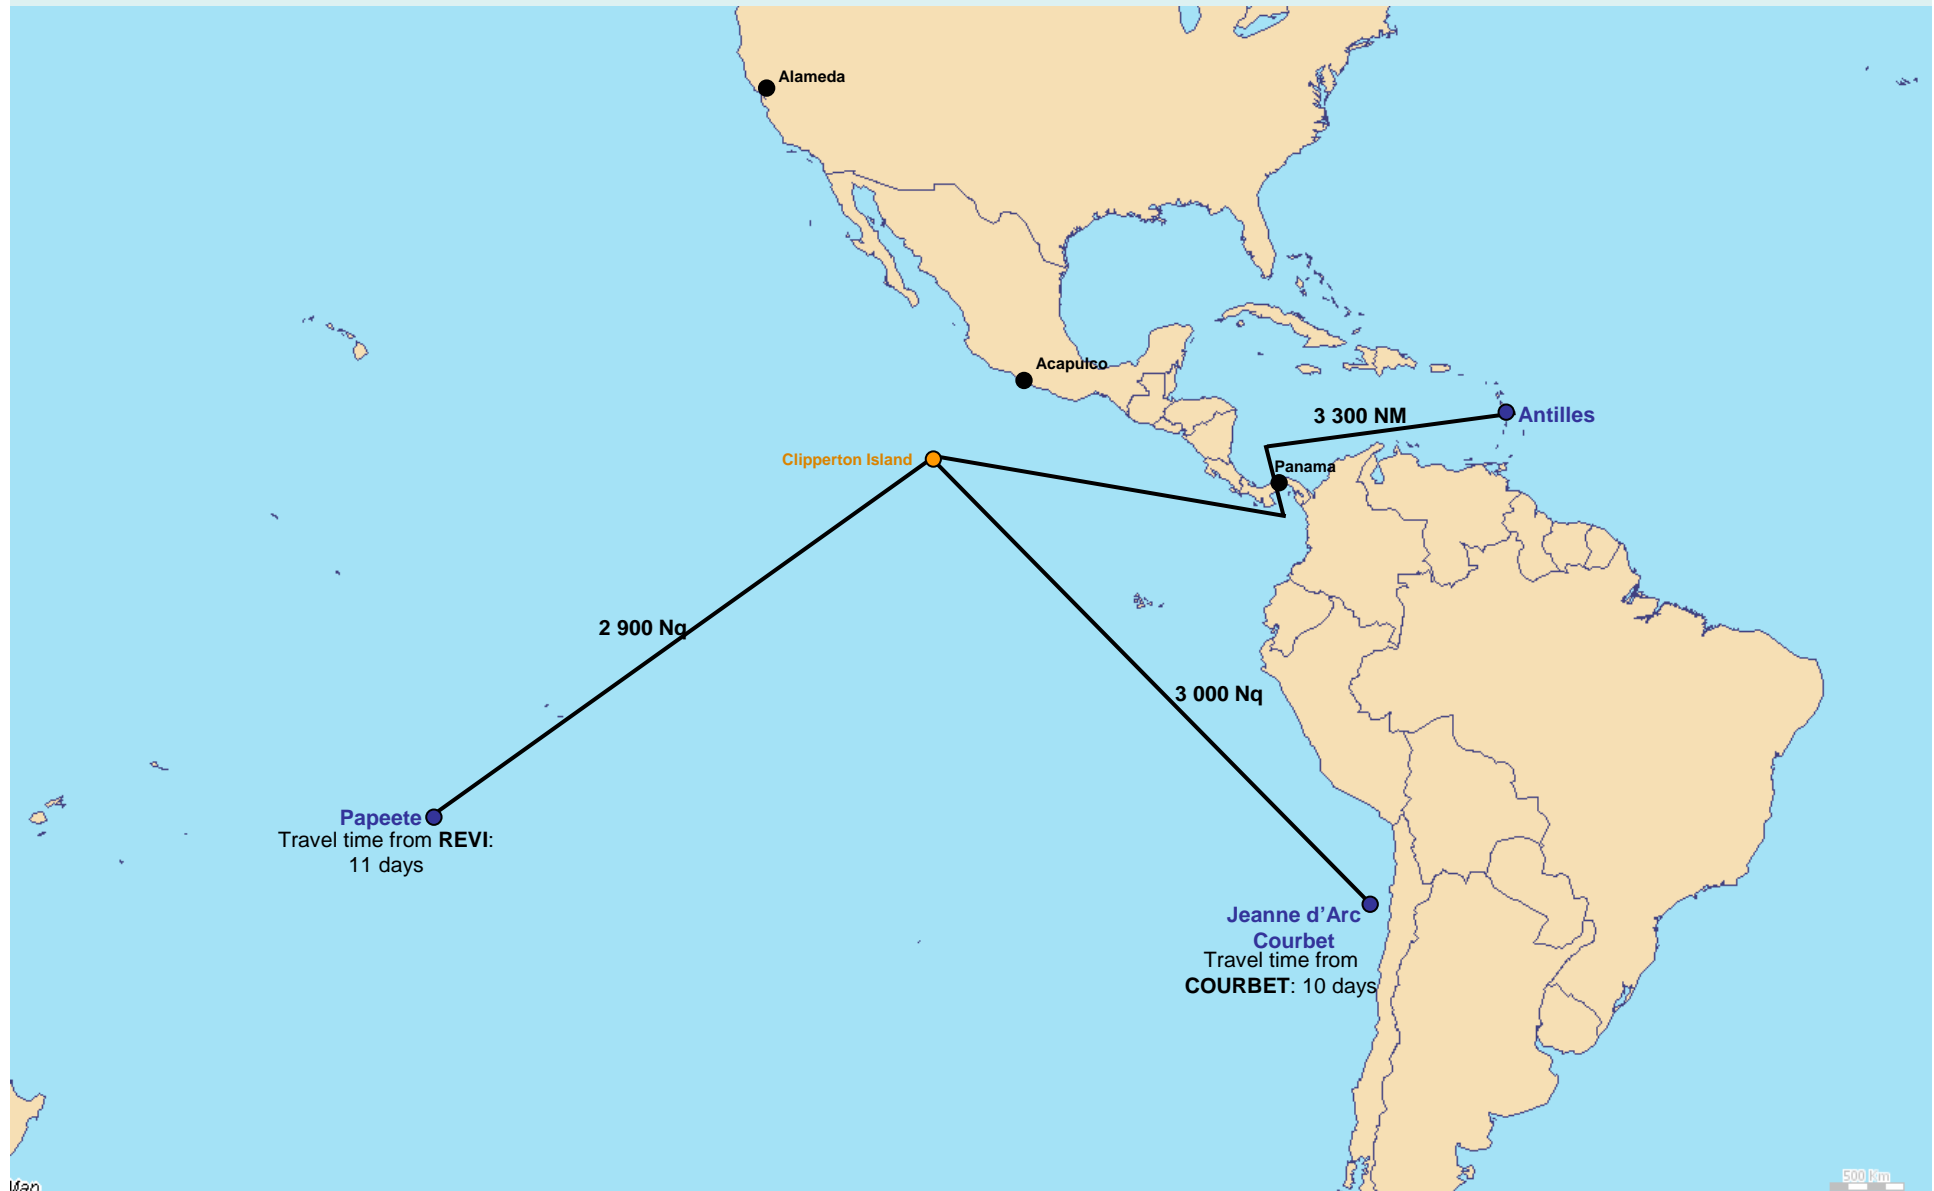 Alameda
Acapulco
3 300 NM
Antilles
Clipperton Island
Panama
2 900 Nq
3 000 Nq
Papeete
Travel time from REVI:
11 days
Jeanne d’Arc
Courbet
Travel time from
COURBET: 10 days
500 Km